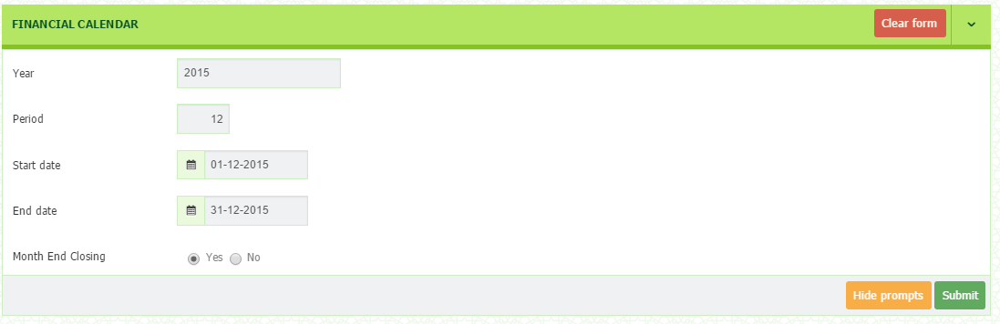 FINANCIAL CALENDAR Clear form
Year 2015
Period 12
Start date 01-12-2015
End date 31-12-2015
Month End Closing Yes No
Hide prompts Submit